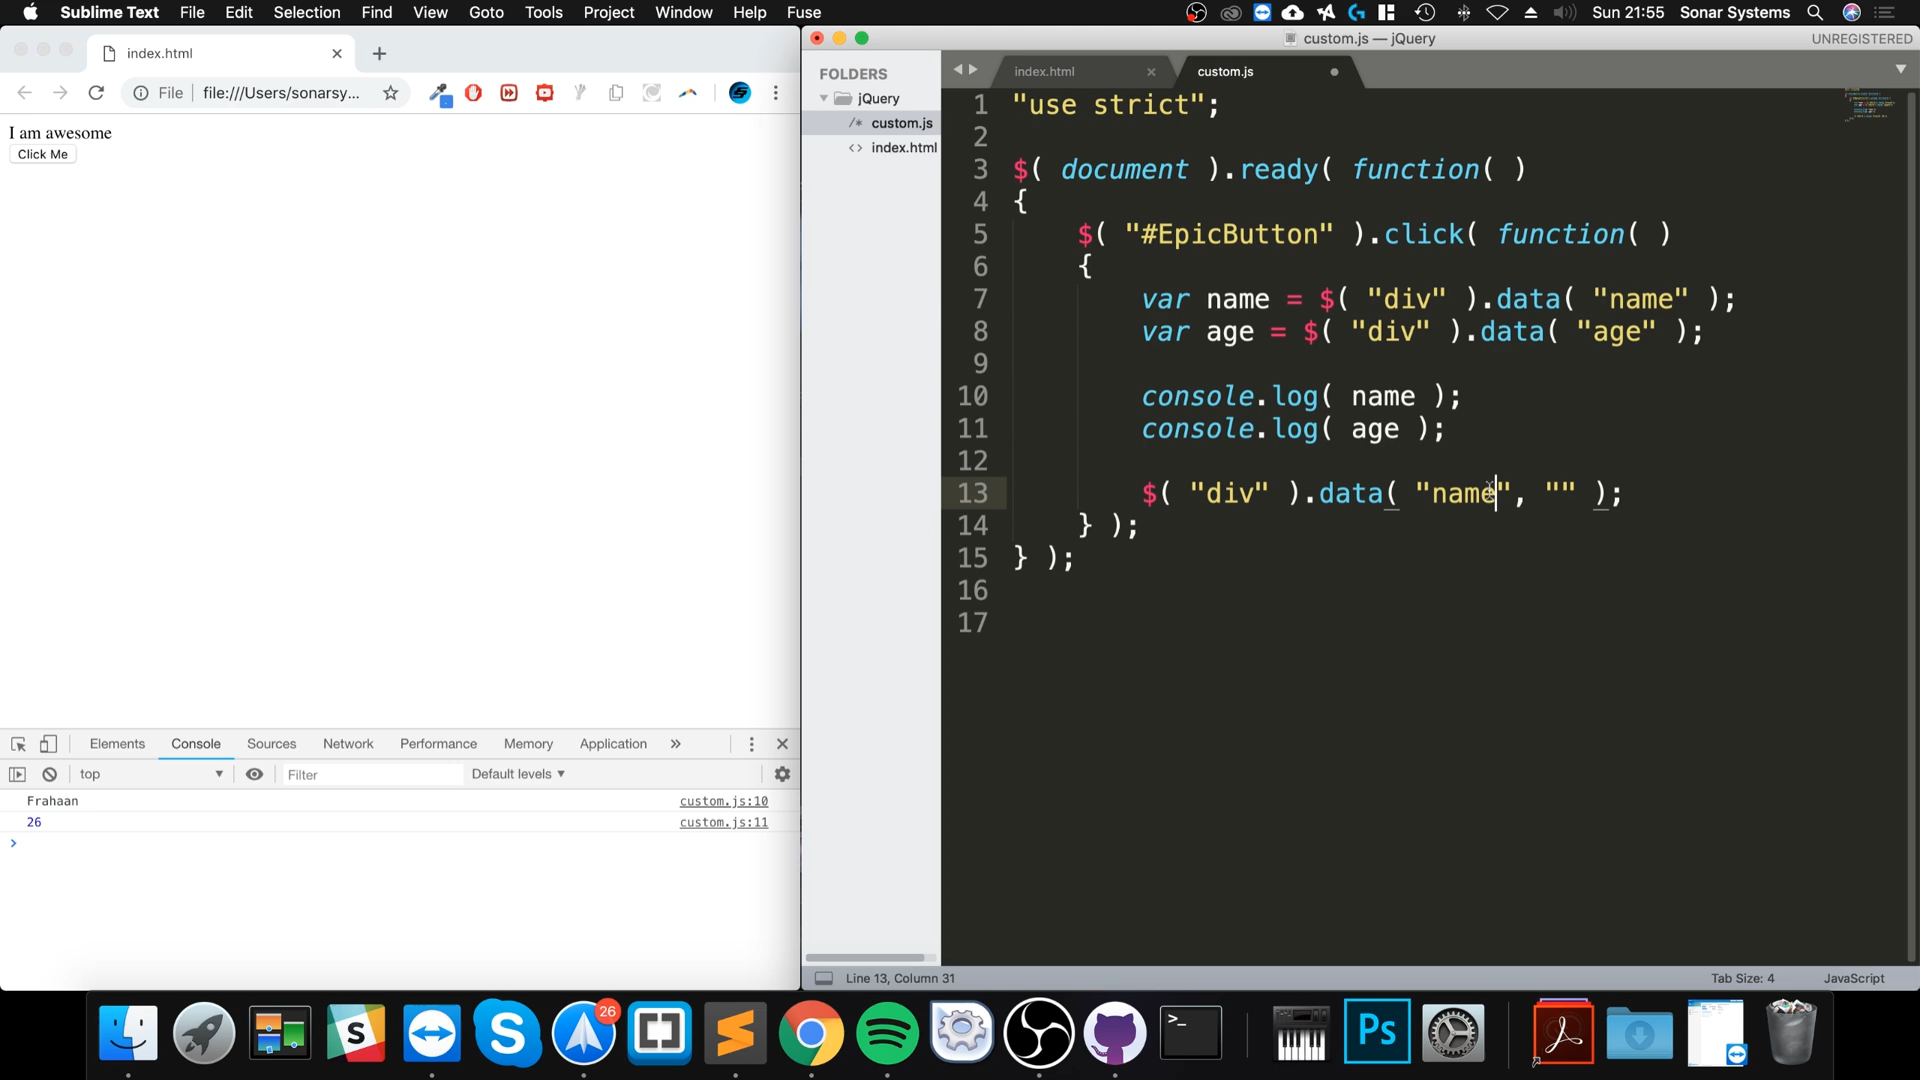 Sublime Text File Edit Selection Find View Goto Tools Project Window Help Fuse Sun 21:55 Sonar Systems
index.html
File file:///Users/sonarsy...
I am awesome
Click Me
Elements Console Sources Network Performance Memory Application »
top Filter Default levels
Frahaan custom.js:10
26 custom.js:11
>
custom.js — jQuery UNREGISTERED
FOLDERS
jQuery
/* custom.js
<> index.html
index.html custom.js
1 "use strict";
2
3 $( document ).ready( function( )
4 {
5 $( "#EpicButton" ).click( function( )
6 {
7 var name = $( "div" ).data( "name" );
8 var age = $( "div" ).data( "age" );
9
10 console.log( name );
11 console.log( age );
12
13 $( "div" ).data( "name", "" );
14 } );
15 } );
16
17
Line 13, Column 31 Tab Size: 4 JavaScript
26
Ps